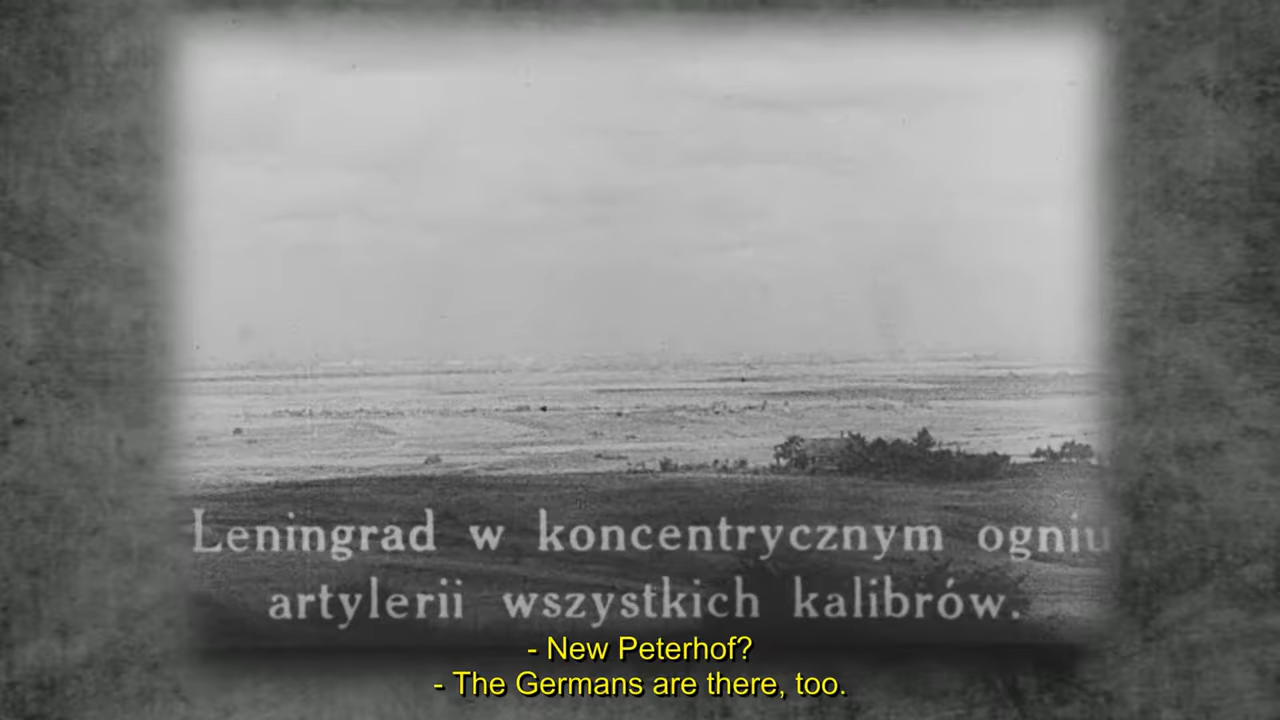 Leningrad w koncentrycznym ogniu
artylerii wszystkich kalibrów.
- New Peterhof?
- The Germans are there, too.